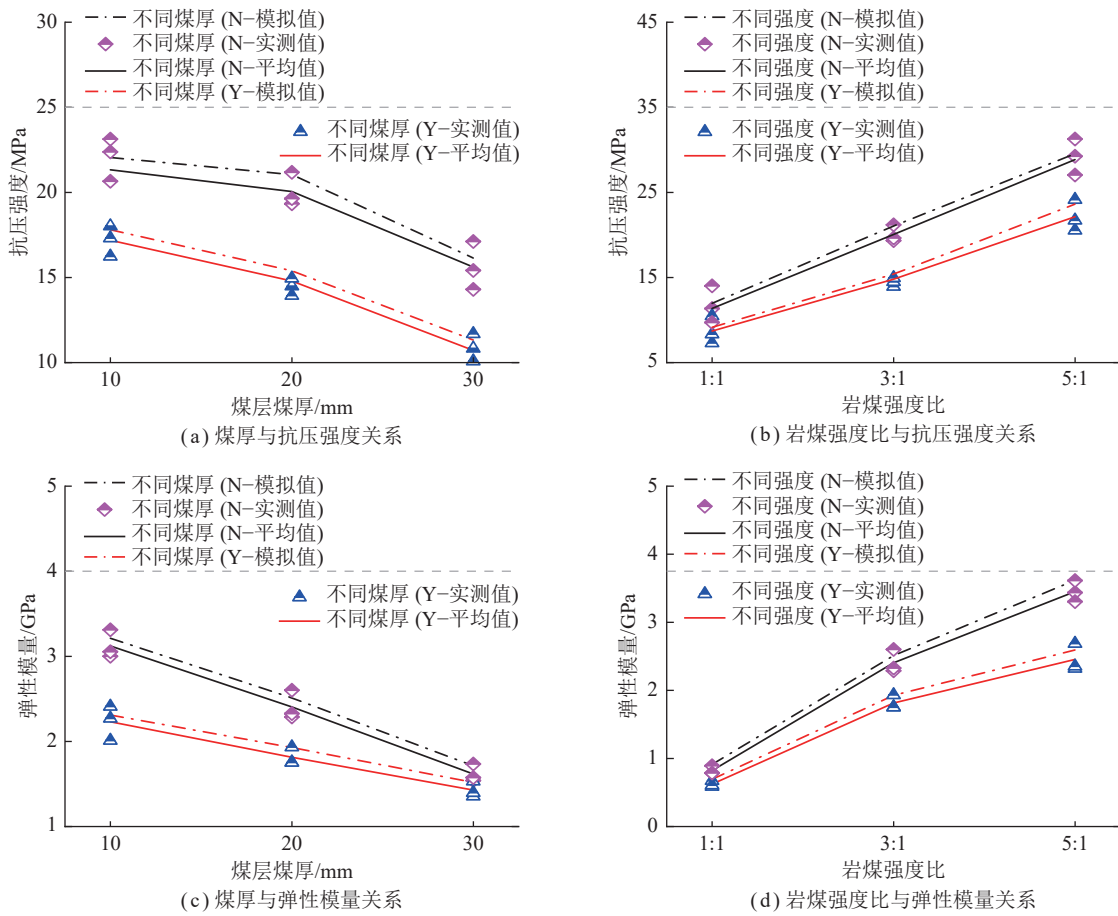 30
25
20
15
10
抗压强度/MPa
不同煤厚 (N−模拟值)
不同煤厚 (N−实测值)
不同煤厚 (N−平均值)
不同煤厚 (Y−模拟值)
不同煤厚 (Y−实测值)
不同煤厚 (Y−平均值)
10 20 30
煤层煤厚/mm
(a) 煤厚与抗压强度关系
45
35
25
15
5
抗压强度/MPa
不同强度 (N−模拟值)
不同强度 (N−实测值)
不同强度 (N−平均值)
不同强度 (Y−模拟值)
不同强度 (Y−实测值)
不同强度 (Y−平均值)
1:1 3:1 5:1
岩煤强度比
(b) 岩煤强度比与抗压强度关系
5
4
3
2
1
弹性模量/GPa
不同煤厚 (N−模拟值)
不同煤厚 (N−实测值)
不同煤厚 (N−平均值)
不同煤厚 (Y−模拟值)
不同煤厚 (Y−实测值)
不同煤厚 (Y−平均值)
10 20 30
煤层煤厚/mm
(c) 煤厚与弹性模量关系
5
4
3
2
1
0
弹性模量/GPa
不同强度 (N−模拟值)
不同强度 (N−实测值)
不同强度 (N−平均值)
不同强度 (Y−模拟值)
不同强度 (Y−实测值)
不同强度 (Y−平均值)
1:1 3:1 5:1
岩煤强度比
(d) 岩煤强度比与弹性模量关系